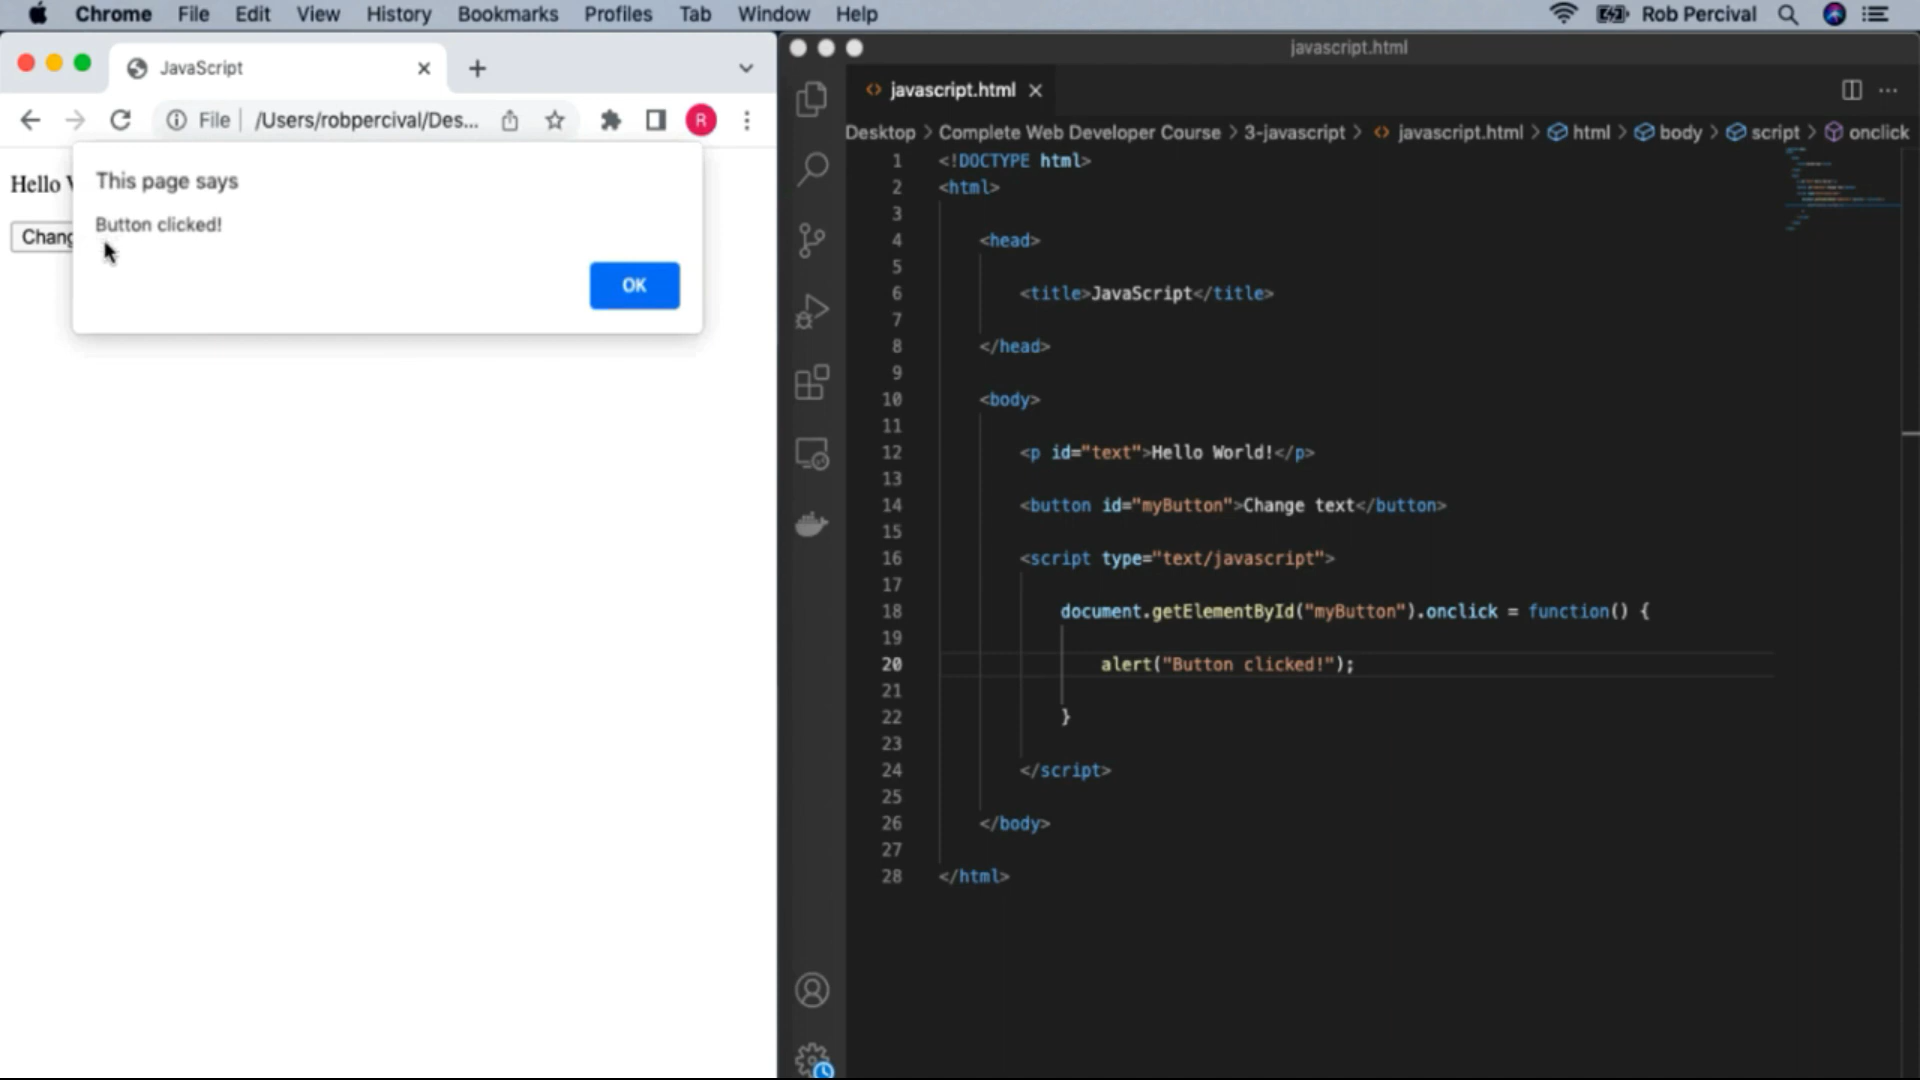 Chrome File Edit View History Bookmarks Profiles Tab Window Help Rob Percival
JavaScript
File /Users/robpercival/Des...
R
Hello
Chang
This page says
Button clicked!
OK
javascript.html
javascript.html
Desktop > Complete Web Developer Course > 3-javascript > javascript.html > html > body > script > onclick
1 <!DOCTYPE html>
2 <html>
3
4 <head>
5
6 <title>JavaScript</title>
7
8 </head>
9
10 <body>
11
12 <p id="text">Hello World!</p>
13
14 <button id="myButton">Change text</button>
15
16 <script type="text/javascript">
17
18 document.getElementById("myButton").onclick = function() {
19
20 alert("Button clicked!");
21
22 }
23
24 </script>
25
26 </body>
27
28 </html>